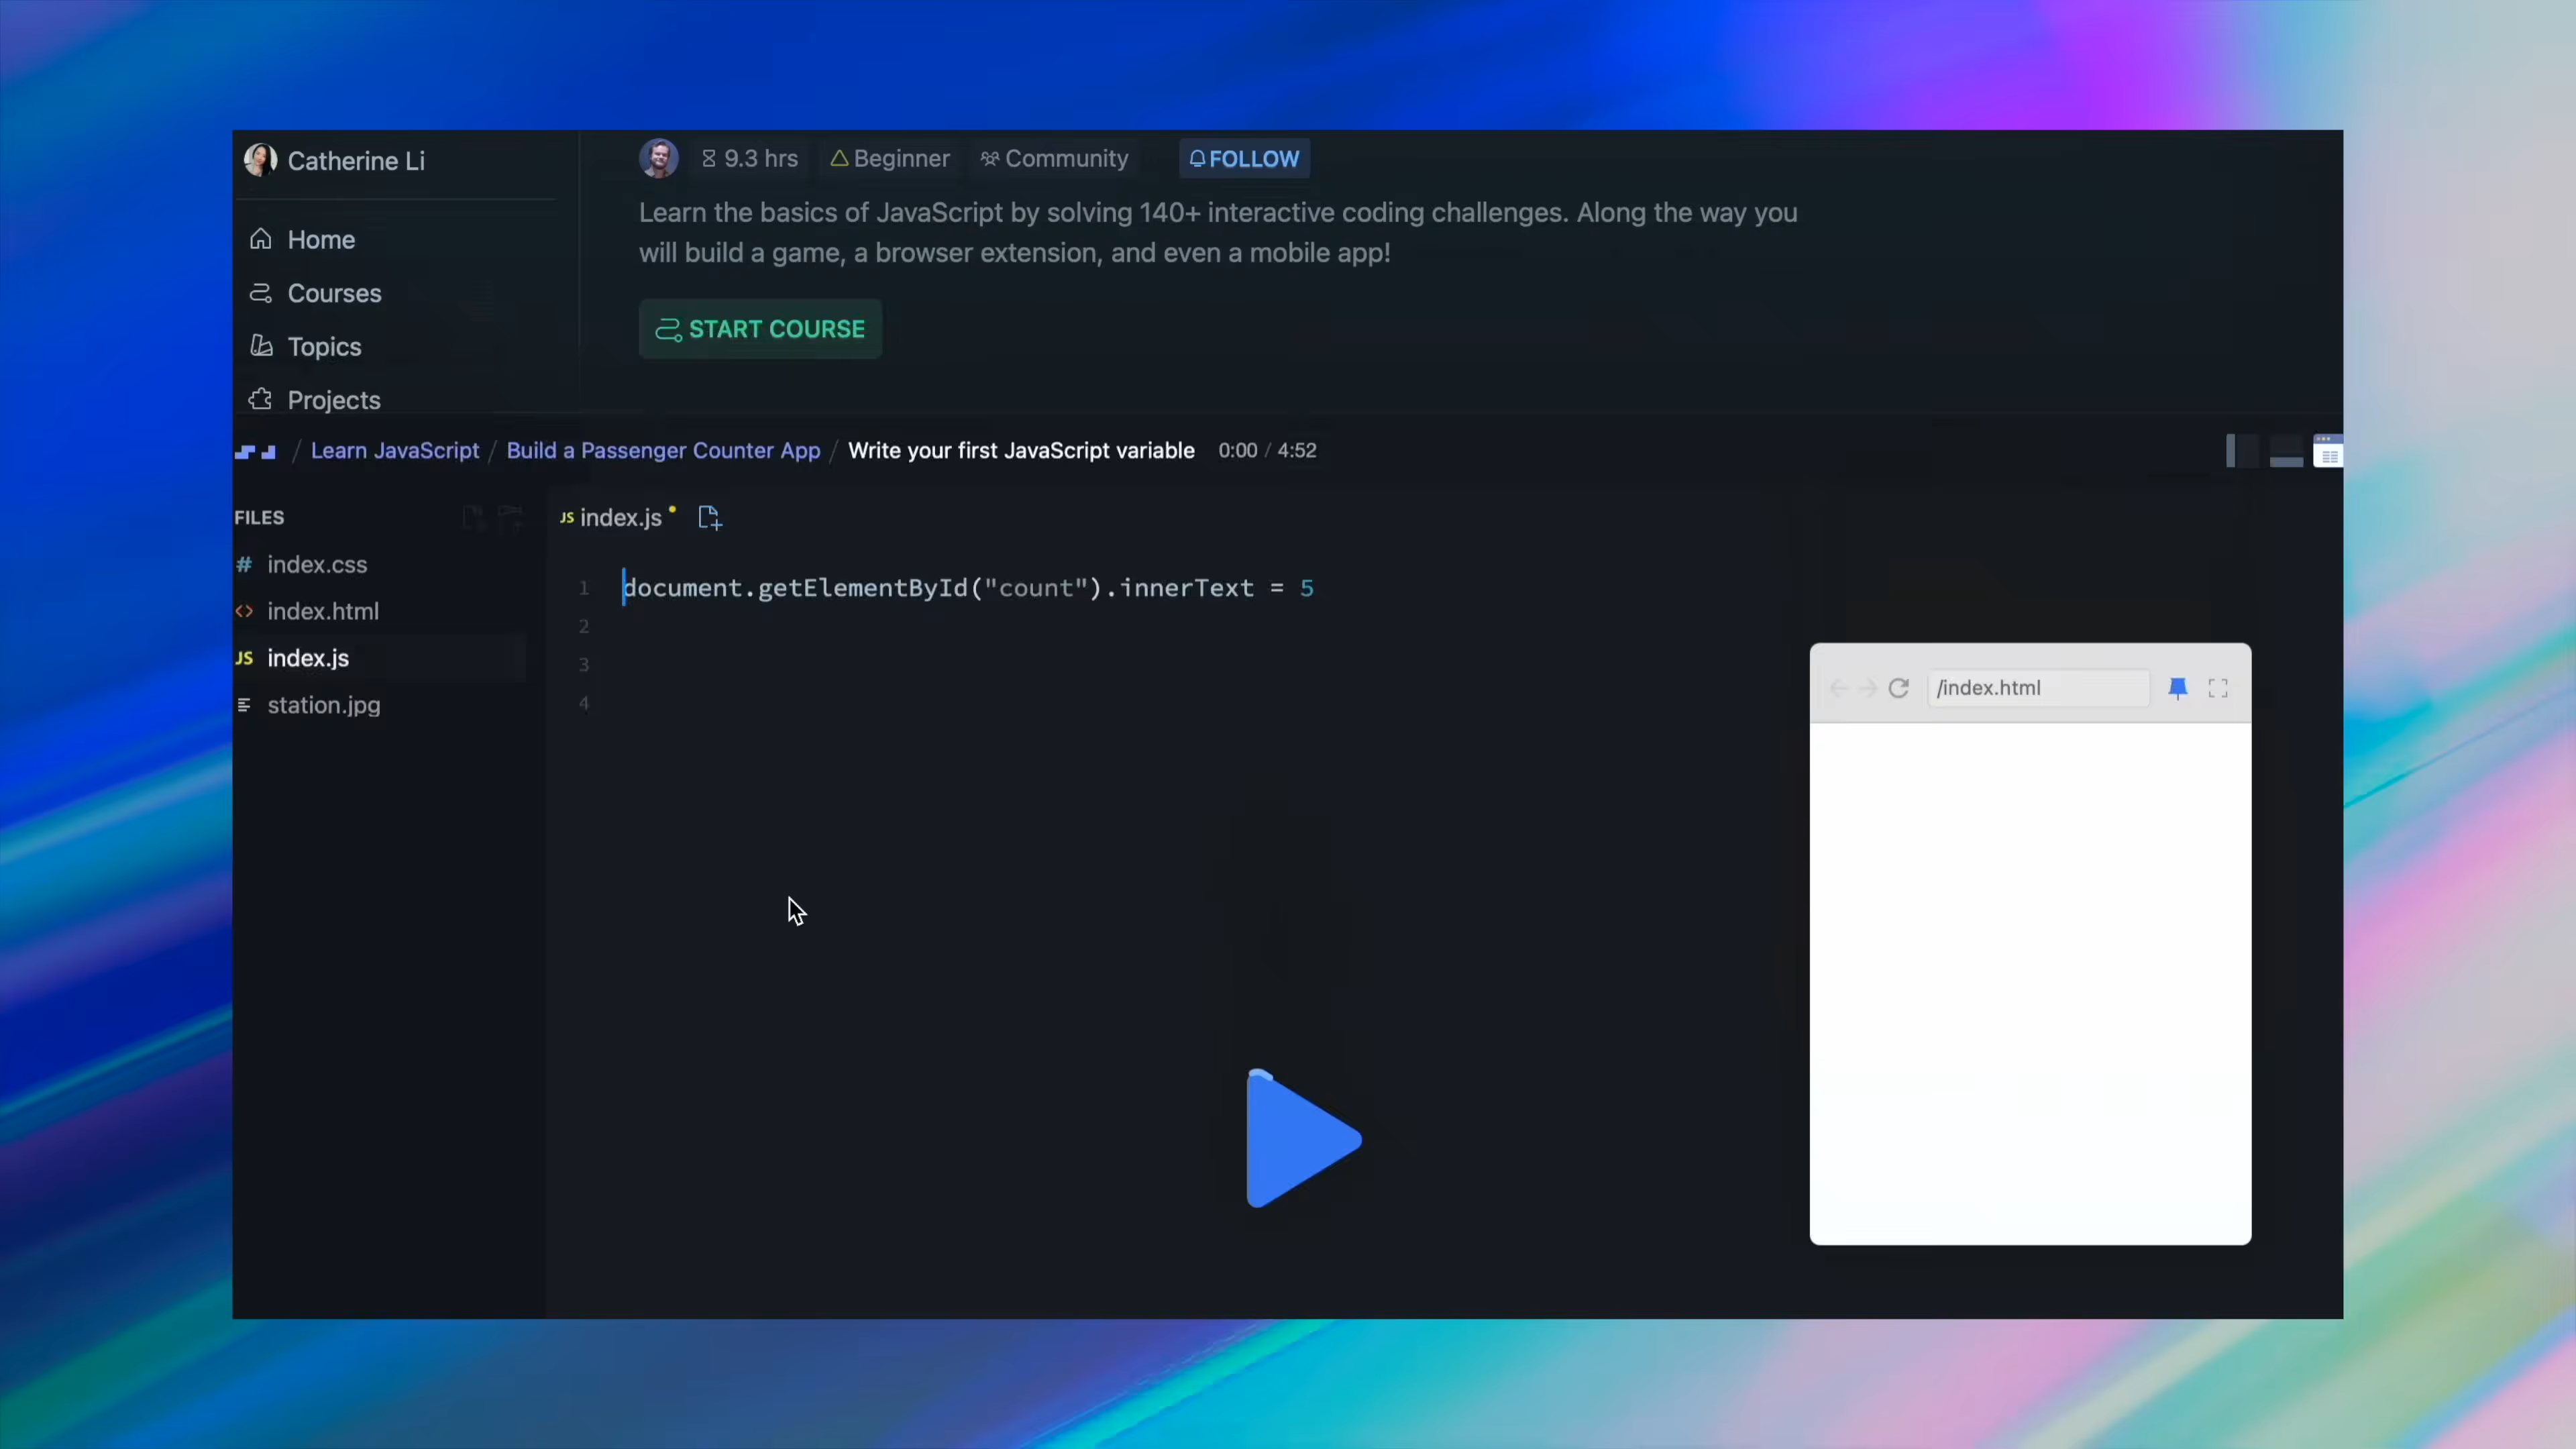 Catherine Li
Home
Courses
Topics
Projects
9.3 hrs Beginner Community FOLLOW
Learn the basics of JavaScript by solving 140+ interactive coding challenges. Along the way you
will build a game, a browser extension, and even a mobile app!
START COURSE
/ Learn JavaScript / Build a Passenger Counter App / Write your first JavaScript variable 0:00 / 4:52
FILES
# index.css
<> index.html
JS index.js
station.jpg
JS index.js
1 document.getElementById("count").innerText = 5
2
3
4
/index.html